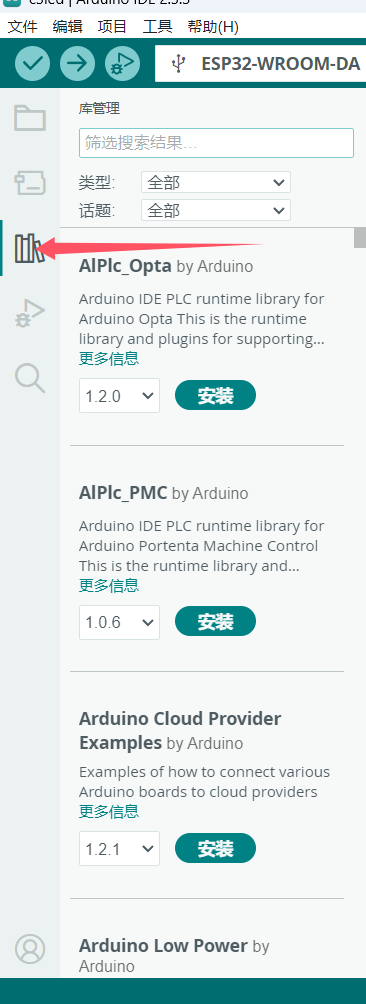 文件 编辑 项目 工具 帮助(H)
ESP32-WROOM-DA
库管理
筛选搜索结果...
类型: 全部
话题: 全部
AlPlc_Opta by Arduino
Arduino IDE PLC runtime library for
Arduino Opta This is the runtime
library and plugins for supporting...
更多信息
1.2.0 安装
AlPlc_PMC by Arduino
Arduino IDE PLC runtime library for
Arduino Portenta Machine Control
This is the runtime library and...
更多信息
1.0.6 安装
Arduino Cloud Provider
Examples by Arduino
Examples of how to connect various
Arduino boards to cloud providers
更多信息
1.2.1 安装
Arduino Low Power by
Arduino